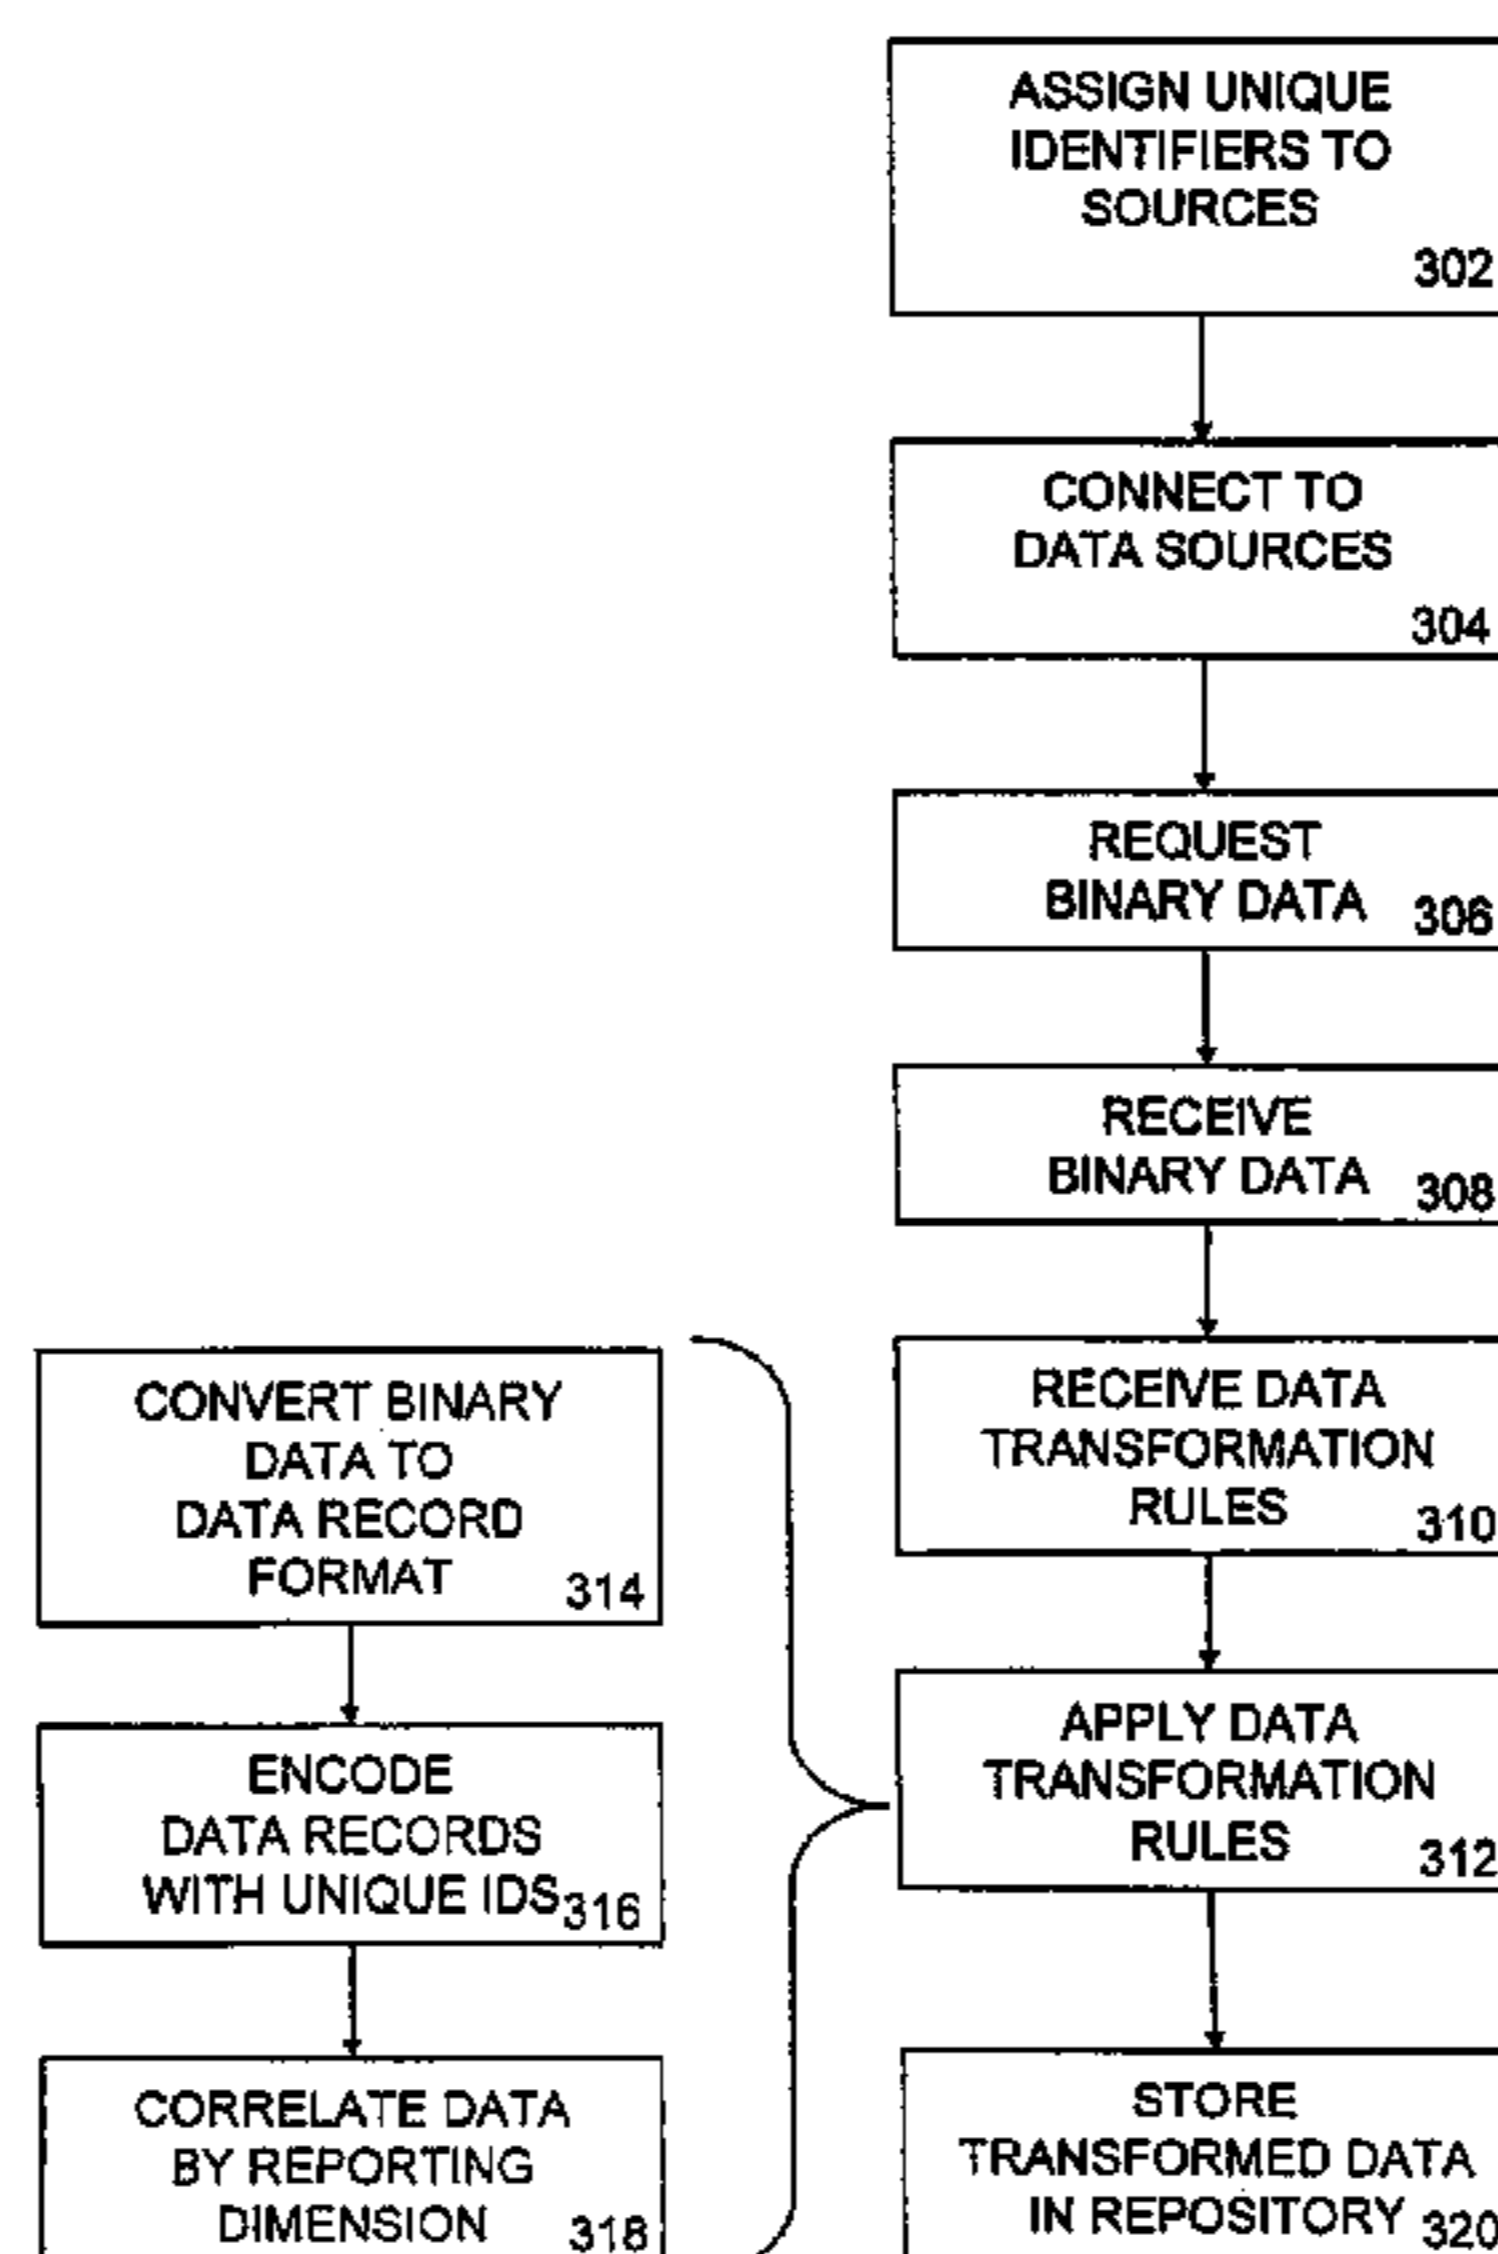 ASSIGN UNIQUE
IDENTIFIERS TO
SOURCES
302
CONNECT TO
DATA SOURCES
304
REQUEST
BINARY DATA 306
RECEIVE
BINARY DATA 308
RECEIVE DATA
TRANSFORMATION
RULES 310
APPLY DATA
TRANSFORMATION
RULES 312
CONVERT BINARY
DATA TO
DATA RECORD
FORMAT 314
ENCODE
DATA RECORDS
WITH UNIQUE IDS 316
CORRELATE DATA
BY REPORTING
DIMENSION 318
STORE
TRANSFORMED DATA
IN REPOSITORY 320